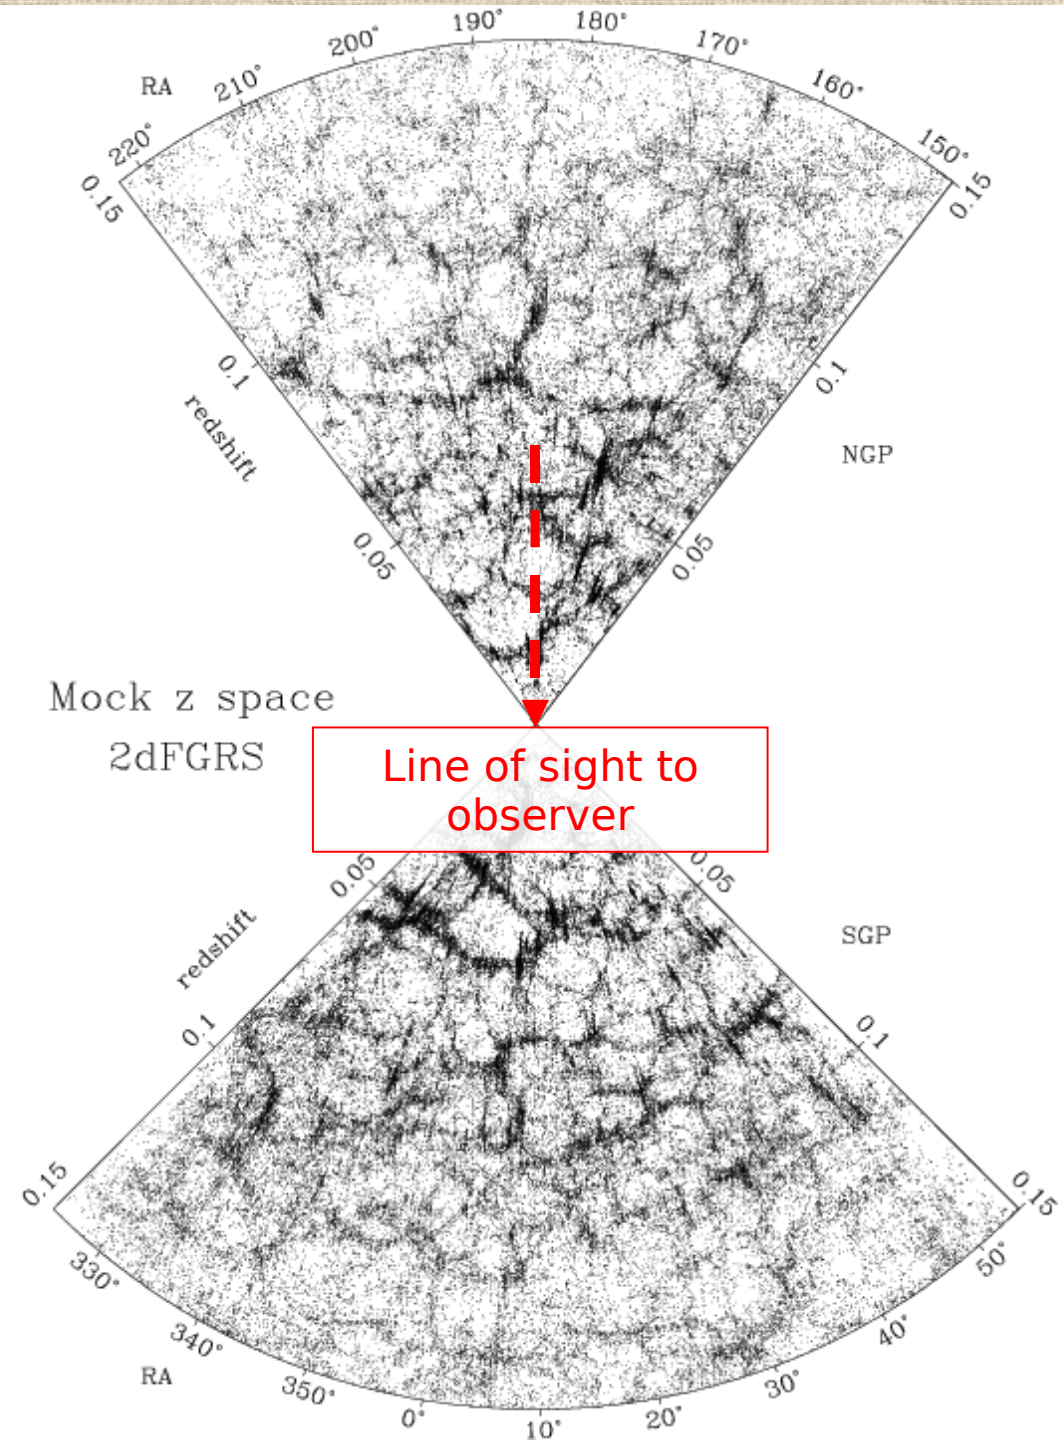 190°
180°
200°
170°
RA
210°
160°
220°
150°
0.15
0.15
0.1
0.1
redshift
NGP
0.05
0.05
Mock z space
2dFGRS
Line of sight to
observer
0.05
0.05
redshift
SGP
0.1
0.1
0.15
0.15
330°
50°
340°
40°
RA
350°
30°
0°
20°
10°